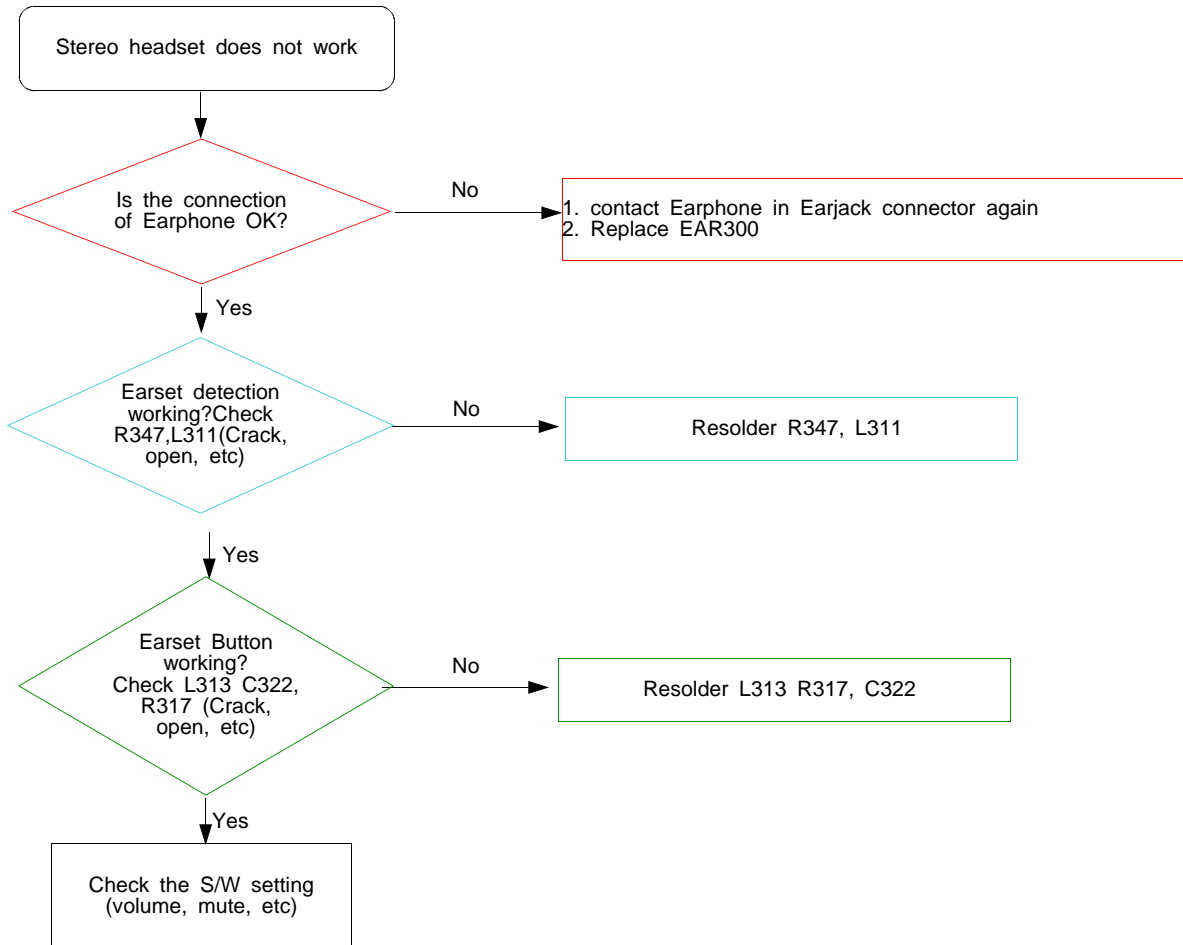 Stereo headset does not work
Is the connection
of Earphone OK?
No
1. contact Earphone in Earjack connector again
2. Replace EAR300
Yes
Earset detection
working?Check
R347,L311(Crack,
open, etc)
No
Resolder R347, L311
Yes
Earset Button
working?
Check L313 C322,
R317 (Crack,
open, etc)
No
Resolder L313 R317, C322
Yes
Check the S/W setting
(volume, mute, etc)